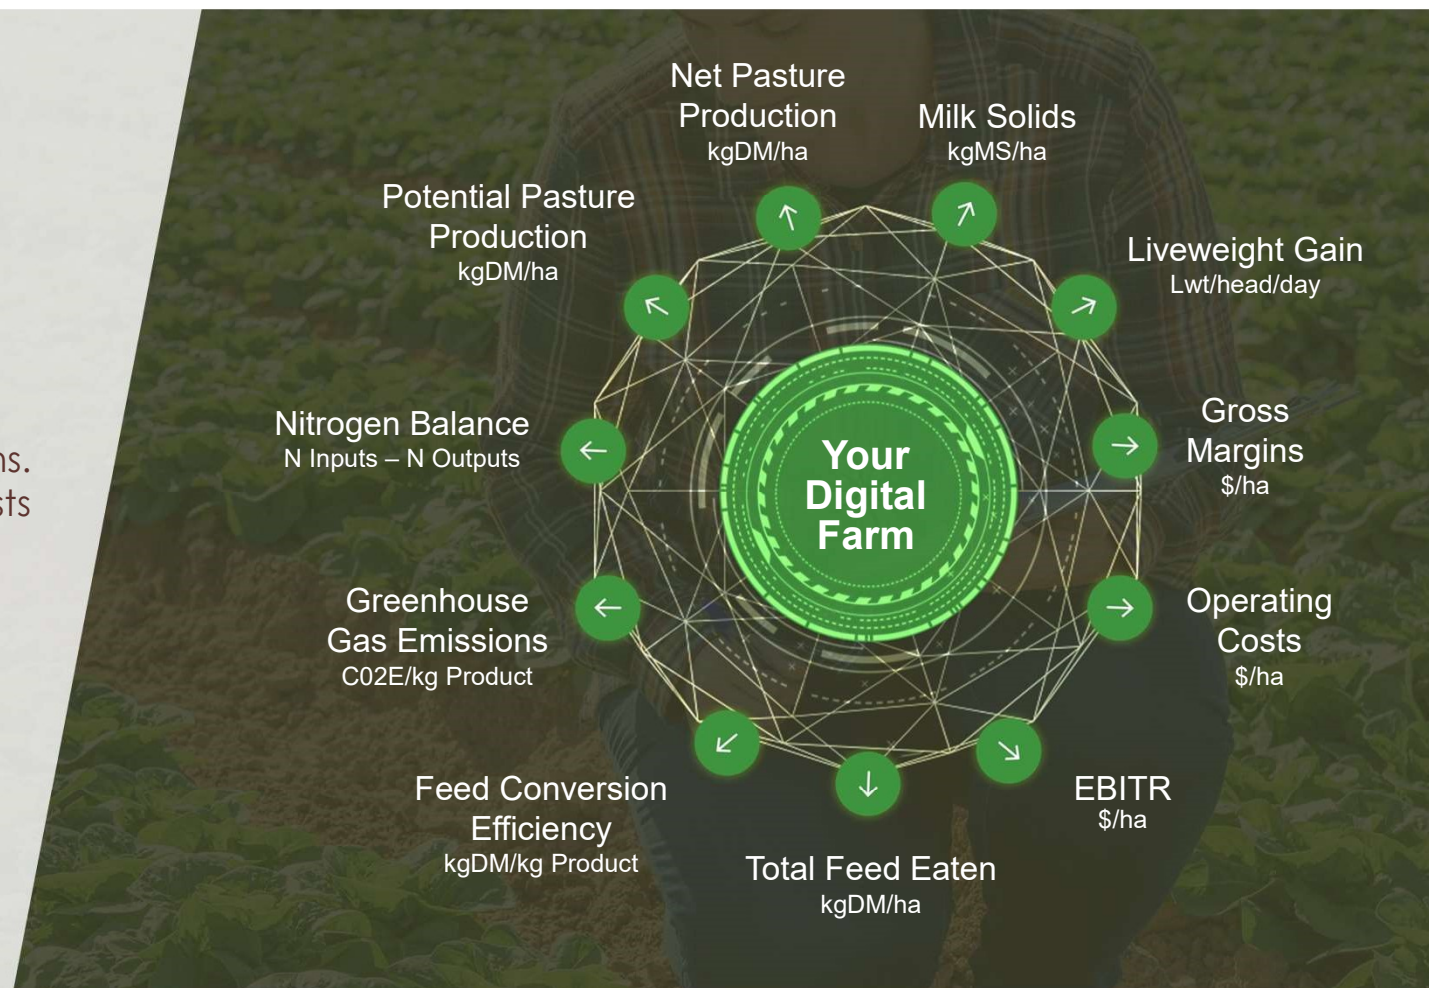 ns.
sts
Net Pasture
Production
kgDM/ha
Milk Solids
kgMS/ha
Potential Pasture
Production
kgDM/ha
Liveweight Gain
Lwt/head/day
Nitrogen Balance
N Inputs – N Outputs
Gross
Margins
$/ha
Your
Digital
Farm
Greenhouse
Gas Emissions
C02E/kg Product
Operating
Costs
$/ha
Feed Conversion
Efficiency
kgDM/kg Product
EBITR
$/ha
Total Feed Eaten
kgDM/ha